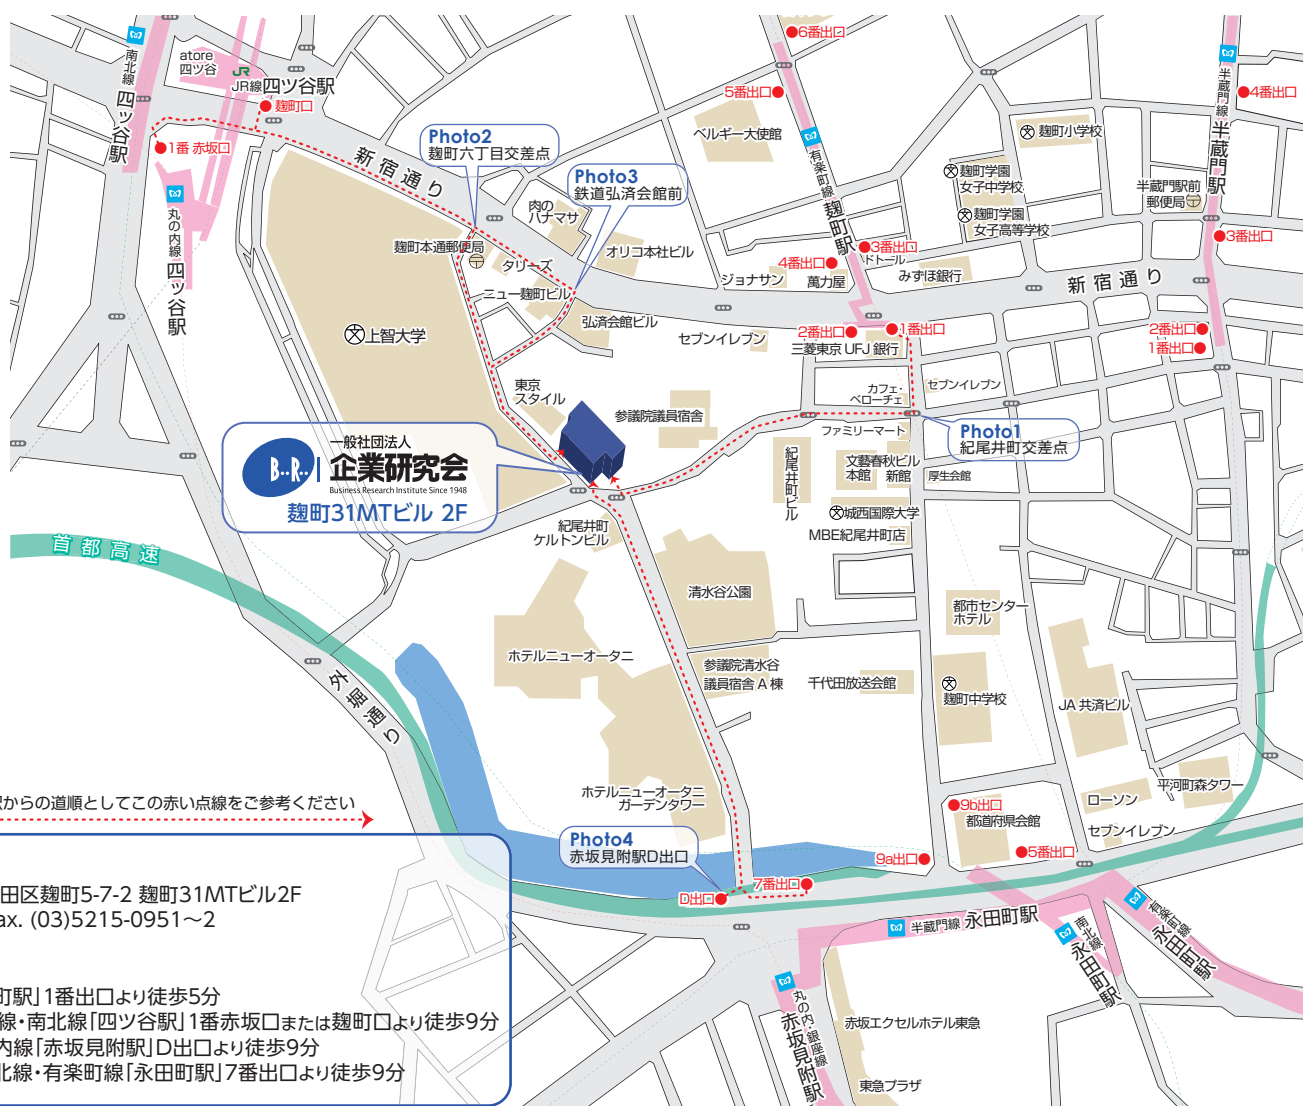 南北線 四ツ谷駅
atore
四ツ谷
JR
JR線 四ツ谷駅
麹町口
1番 赤坂口
丸の内線 四ツ谷駅
新宿通り
Photo2
麹町六丁目交差点
Photo3
鉄道弘済会館前
肉の
ハナマサ
麹町本通郵便局
タリーズ
オリコ本社ビル
ニュー麹町ビル
弘済会館ビル
上智大学
東京
スタイル
参議院議員宿舎
6番出口
5番出口
ベルギー大使館
有楽町線 麹町駅
3番出口
4番出口
ドトール
ジョナサン
萬力屋
みずほ銀行
セブンイレブン
2番出口
1番出口
三菱東京 UFJ 銀行
カフェ・
ベローチェ
セブンイレブン
ファミリーマート
Photo1
紀尾井町交差点
麹町小学校
麹町学園
女子中学校
麹町学園
女子高等学校
半蔵門線 半蔵門駅
4番出口
半蔵門駅前
郵便局
3番出口
新宿通り
2番出口
1番出口
B..R..
一般社団法人
企業研究会
Business Research Institute Since 1948
麹町31MTビル 2F
紀尾井町
ケルトンビル
紀尾井町ビル
文藝春秋ビル
本館 新館
厚生会館
城西国際大学
MBE紀尾井町店
首都高速
清水谷公園
都市センター
ホテル
ホテルニューオータニ
参議院清水谷
議員宿舎 A 棟
千代田放送会館
麹町中学校
JA 共済ビル
外堀通り
ホテルニューオータニ
ガーデンタワー
平河町森タワー
ローソン
セブンイレブン
9b出口
都道府県会館
5番出口
9a出口
Photo4
赤坂見附駅D出口
7番出口
D出口
半蔵門線 永田町駅
南北線 永田町駅
有楽町線 永田町駅
丸の内・銀座線 赤坂見附駅
赤坂エクセルホテル東急
東急プラザ
駅からの道順としてこの赤い点線をご参考ください
田区麹町5-7-2 麹町31MTビル2F
ax. (03)5215-0951～2
町駅」1番出口より徒歩5分
線・南北線「四ツ谷駅」1番赤坂口または麹町口より徒歩9分
内線「赤坂見附駅」D出口より徒歩9分
北線・有楽町線「永田町駅」7番出口より徒歩9分